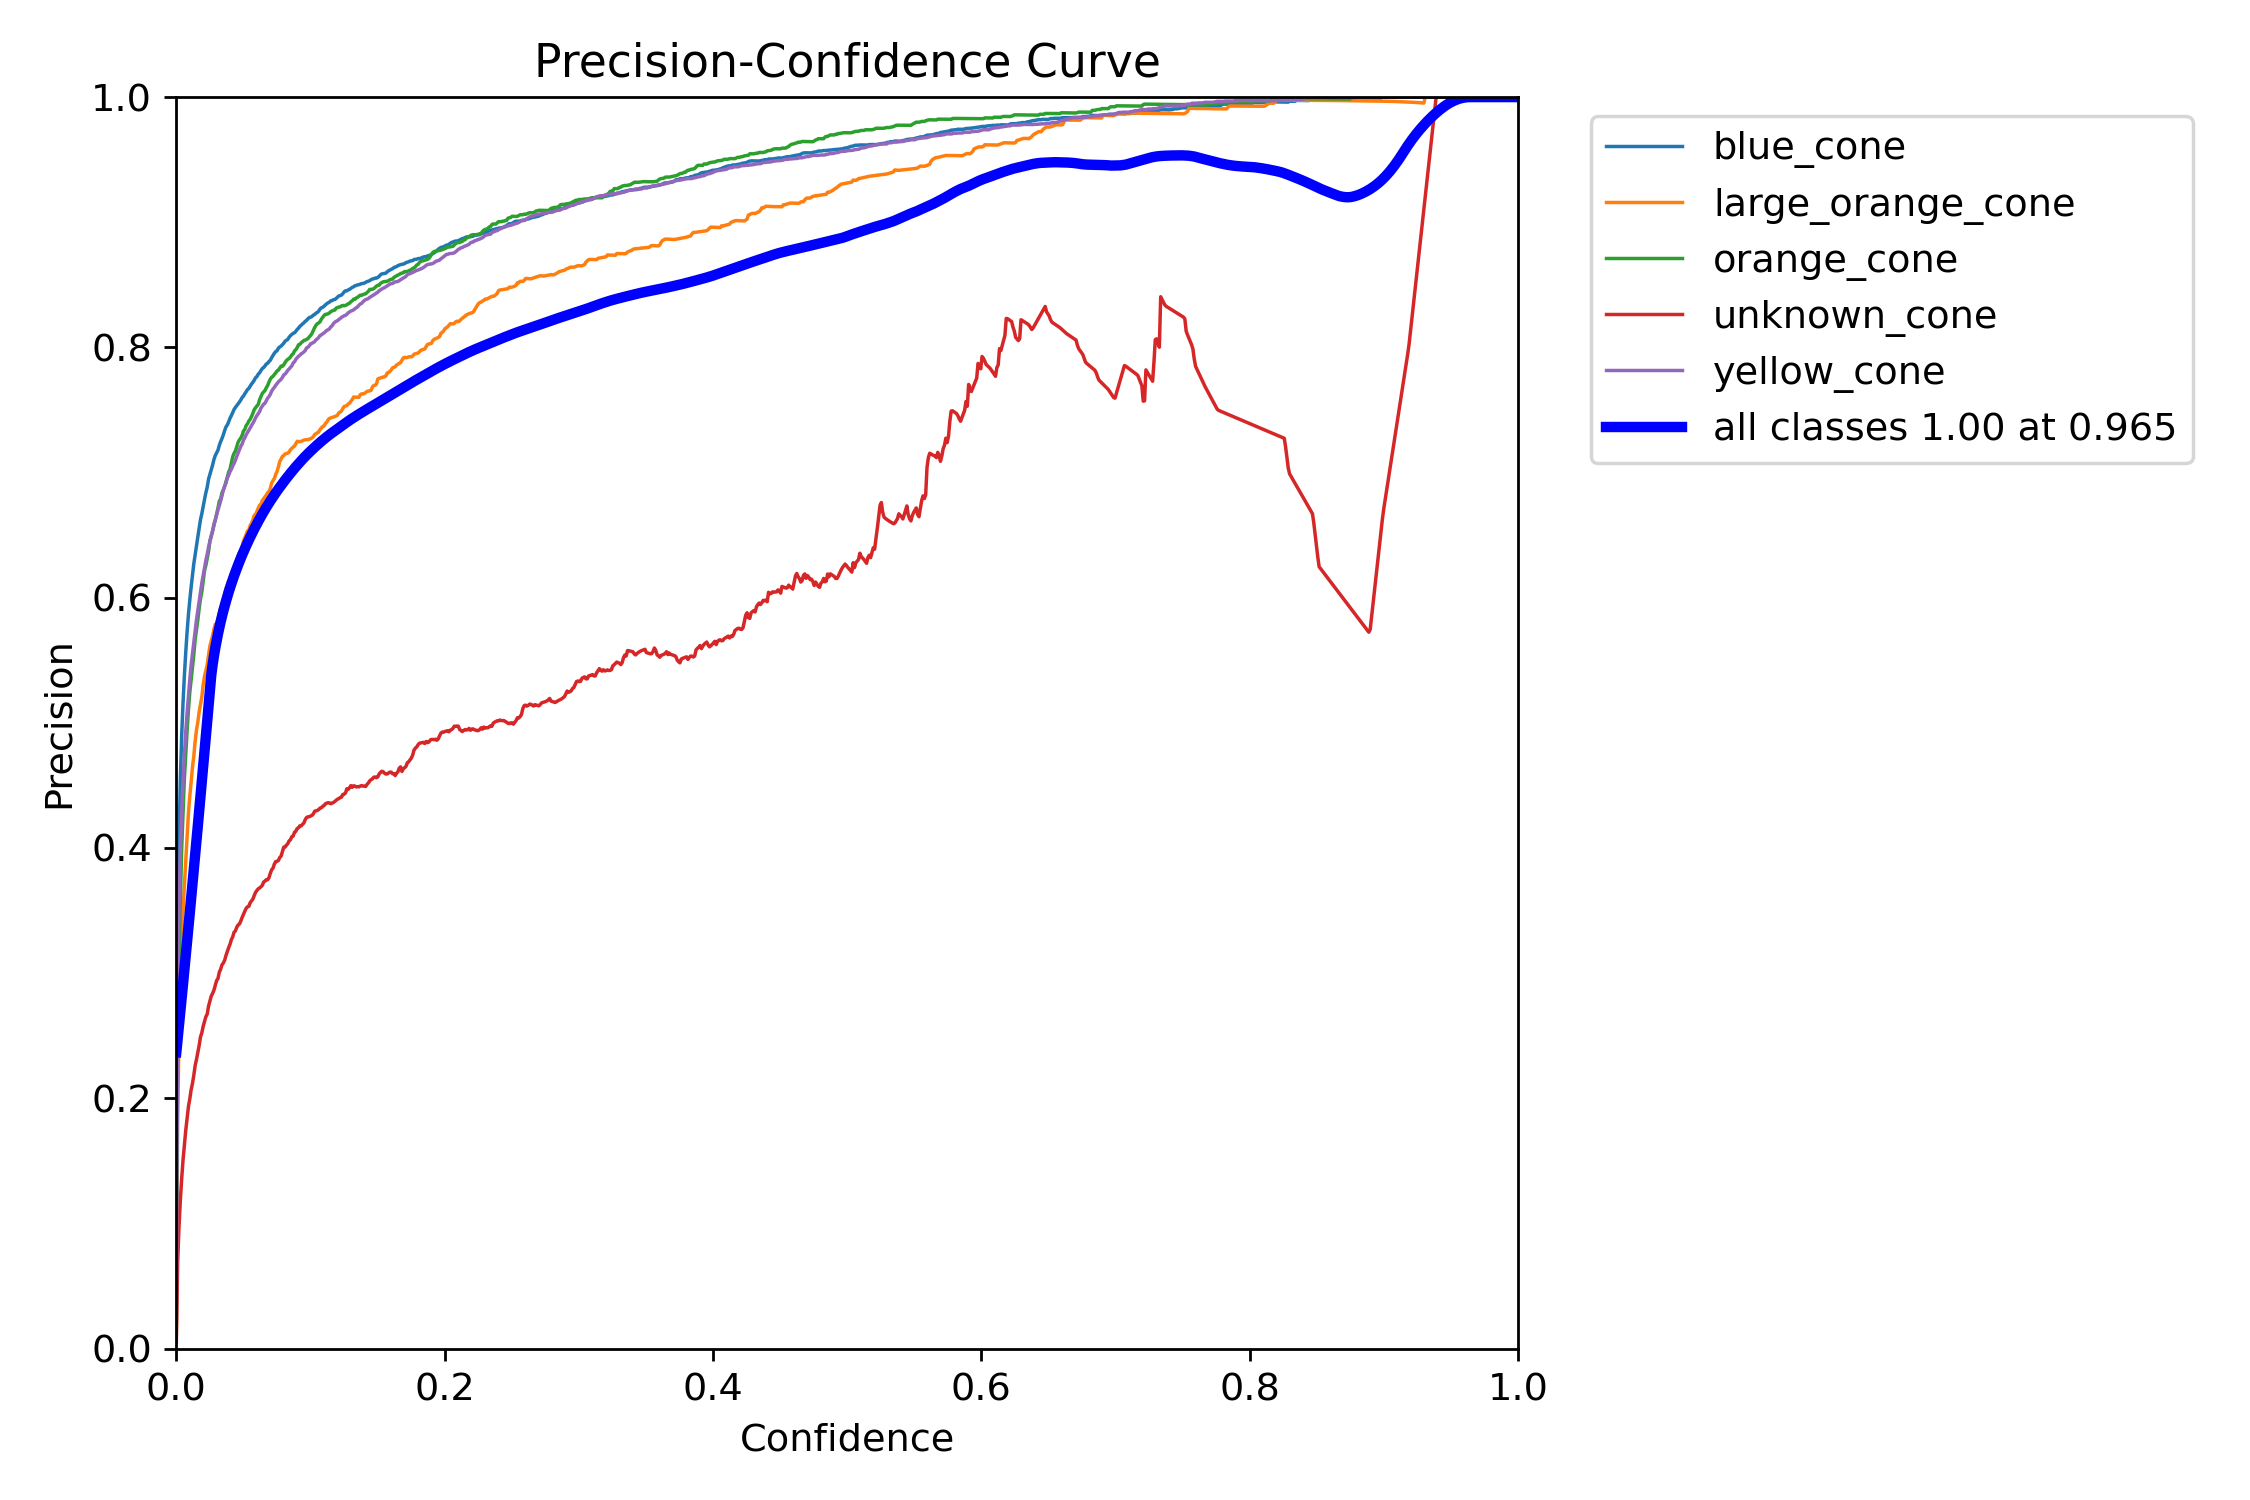 Precision-Confidence Curve
1.0
0.8
0.6
0.4
0.2
0.0
Precision
0.0 0.2 0.4 0.6 0.8 1.0
Confidence
blue_cone
large_orange_cone
orange_cone
unknown_cone
yellow_cone
all classes 1.00 at 0.965